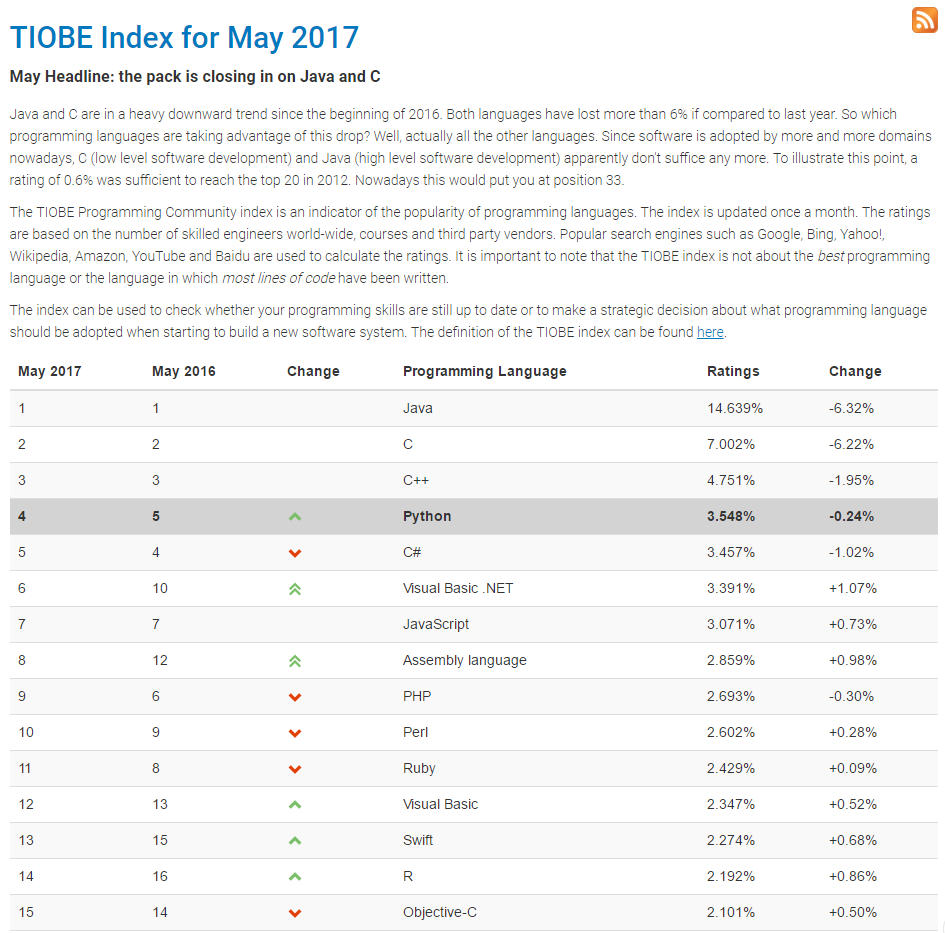 TIOBE Index for May 2017
May Headline: the pack is closing in on Java and C
Java and C are in a heavy downward trend since the beginning of 2016. Both languages have lost more than 6% if compared to last year. So which
programming languages are taking advantage of this drop? Well, actually all the other languages. Since software is adopted by more and more domains
nowadays, C (low level software development) and Java (high level software development) apparently don't suffice any more. To illustrate this point, a
rating of 0.6% was sufficient to reach the top 20 in 2012. Nowadays this would put you at position 33.
The TIOBE Programming Community index is an indicator of the popularity of programming languages. The index is updated once a month. The ratings
are based on the number of skilled engineers world-wide, courses and third party vendors. Popular search engines such as Google, Bing, Yahoo!,
Wikipedia, Amazon, YouTube and Baidu are used to calculate the ratings. It is important to note that the TIOBE index is not about the best programming
language or the language in which most lines of code have been written.
The index can be used to check whether your programming skills are still up to date or to make a strategic decision about what programming language
should be adopted when starting to build a new software system. The definition of the TIOBE index can be found here.
May 2017 May 2016 Change Programming Language Ratings Change
1 1 Java 14.639% -6.32%
2 2 C 7.002% -6.22%
3 3 C++ 4.751% -1.95%
4 5 Python 3.548% -0.24%
5 4 C# 3.457% -1.02%
6 10 Visual Basic .NET 3.391% +1.07%
7 7 JavaScript 3.071% +0.73%
8 12 Assembly language 2.859% +0.98%
9 6 PHP 2.693% -0.30%
10 9 Perl 2.602% +0.28%
11 8 Ruby 2.429% +0.09%
12 13 Visual Basic 2.347% +0.52%
13 15 Swift 2.274% +0.68%
14 16 R 2.192% +0.86%
15 14 Objective-C 2.101% +0.50%